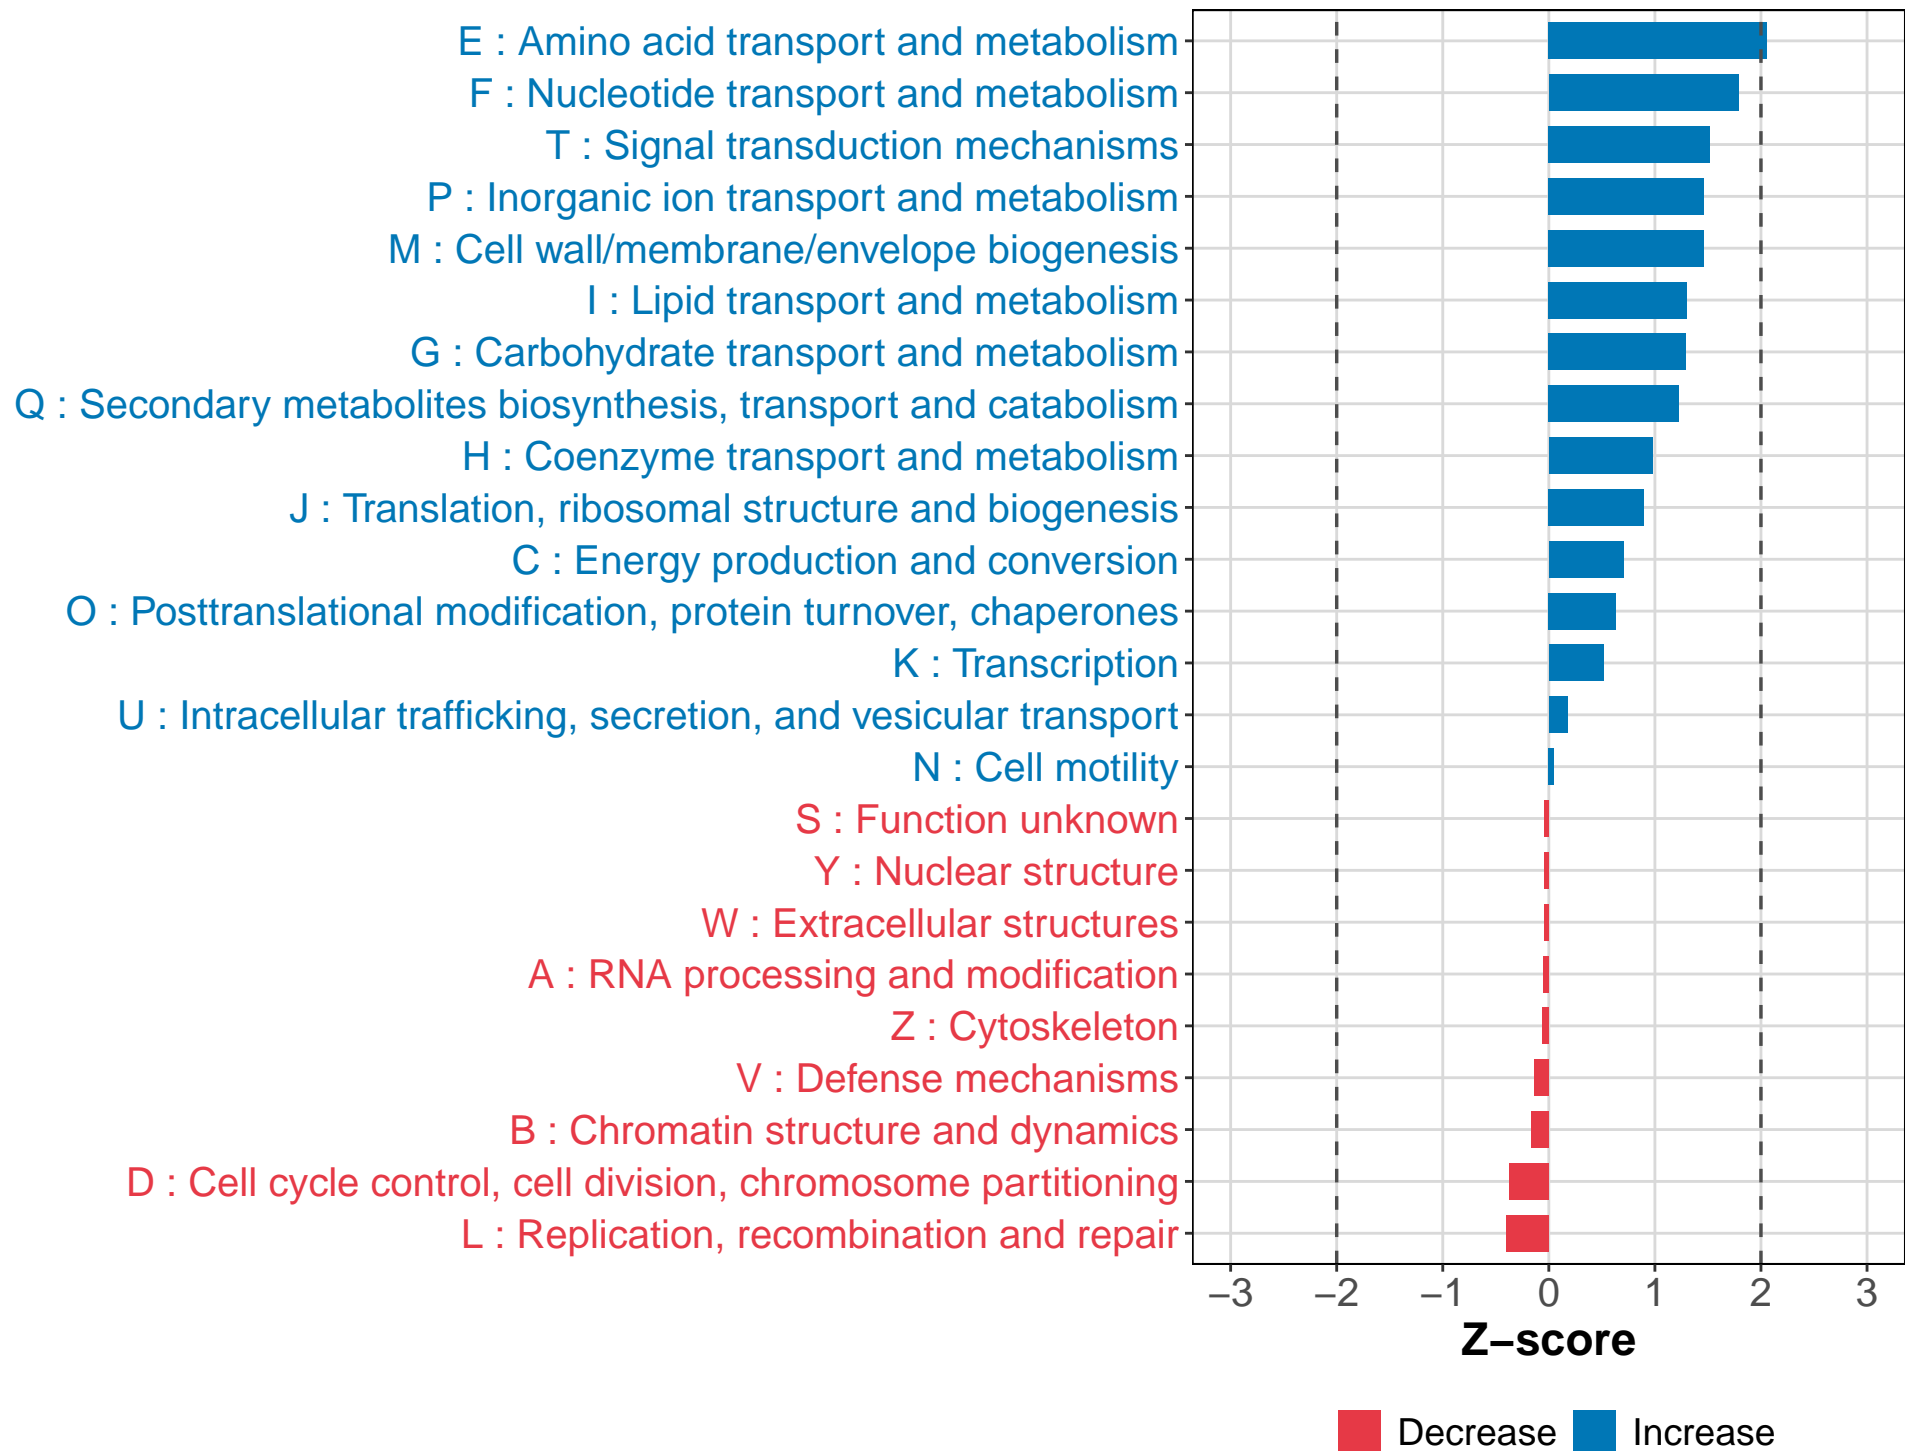 E : Amino acid transport and metabolism
F : Nucleotide transport and metabolism
T : Signal transduction mechanisms
P : Inorganic ion transport and metabolism
M : Cell wall/membrane/envelope biogenesis
I : Lipid transport and metabolism
G : Carbohydrate transport and metabolism
Q : Secondary metabolites biosynthesis, transport and catabolism
H : Coenzyme transport and metabolism
J : Translation, ribosomal structure and biogenesis
C : Energy production and conversion
O : Posttranslational modification, protein turnover, chaperones
K : Transcription
U : Intracellular trafficking, secretion, and vesicular transport
N : Cell motility
S : Function unknown
Y : Nuclear structure
W : Extracellular structures
A : RNA processing and modification
Z : Cytoskeleton
V : Defense mechanisms
B : Chromatin structure and dynamics
D : Cell cycle control, cell division, chromosome partitioning
L : Replication, recombination and repair
−3 −2 −1 0 1 2 3
Z−score
Decrease Increase